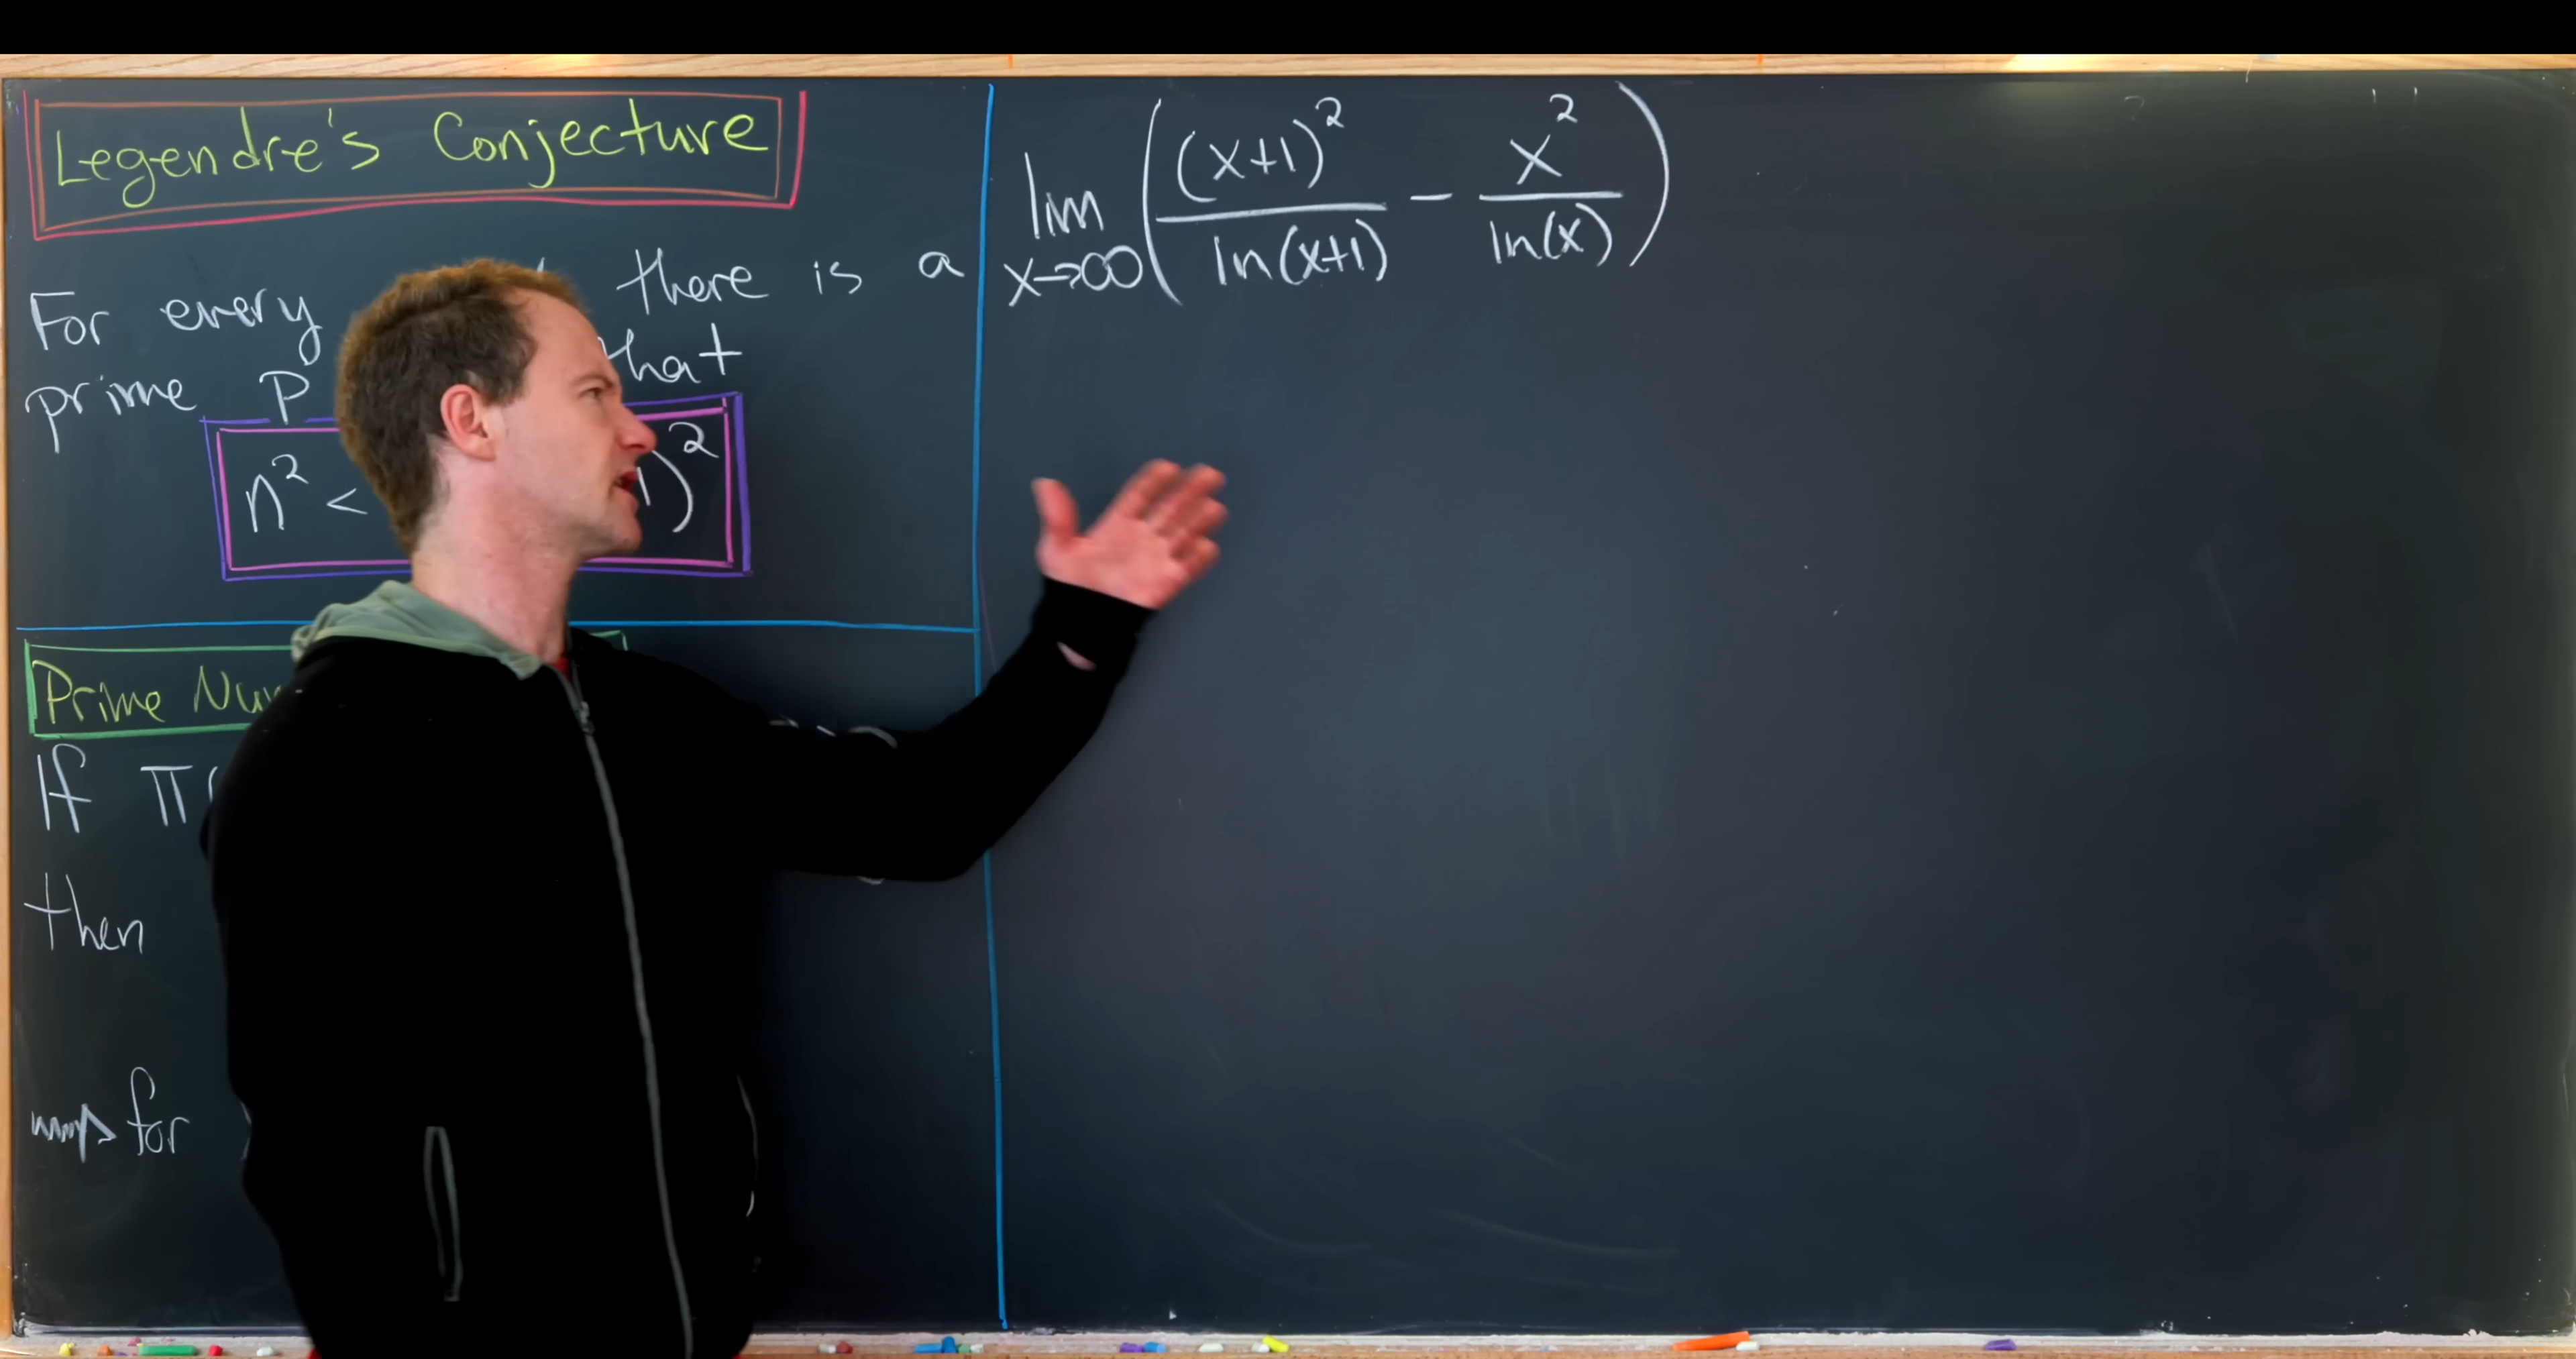 Legendre's Conjecture
For every there is a
prime P that
n² < 1)²
Prime
If π(
then
⟿ for
lim x→∞ ( (x+1)² / ln(x+1) − x² / ln(x) )